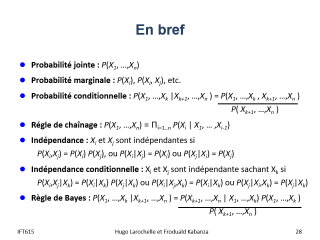 En bref
● Probabilité jointe : P(X1, ...,Xn)
● Probabilité marginale : P(Xi), P(Xi, Xj), etc.
● Probabilité conditionnelle : P(X1, ...,Xk |Xk+1, ...,Xn ) = P(X1, ...,Xk , Xk+1, ...,Xn )
P( Xk+1, ...,Xn )
● Régle de chaînage : P(X1, ...,Xn) = Πi=1..n P(Xi | X1, ... ,Xi-1)
● Indépendance : Xi et Xj sont indépendantes si
P(Xi,Xj) = P(Xi) P(Xj), ou P(Xi|Xj) = P(Xi) ou P(Xj|Xi) = P(Xj)
● Indépendance conditionnelle : Xi et Xj sont indépendante sachant Xk si
P(Xi,Xj|Xk) = P(Xi|Xk) P(Xj|Xk) ou P(Xi|Xj,Xk) = P(Xi|Xk) ou P(Xj|Xi,Xk) = P(Xj|Xk)
● Règle de Bayes : P(X1, ...,Xk |Xk+1, ...,Xn ) = P(Xk+1, ...,Xn | X1, ...,Xk) P(X1, ...,Xk )
P( Xk+1, ...,Xn )
IFT615 Hugo Larochelle et Froduald Kabanza 28